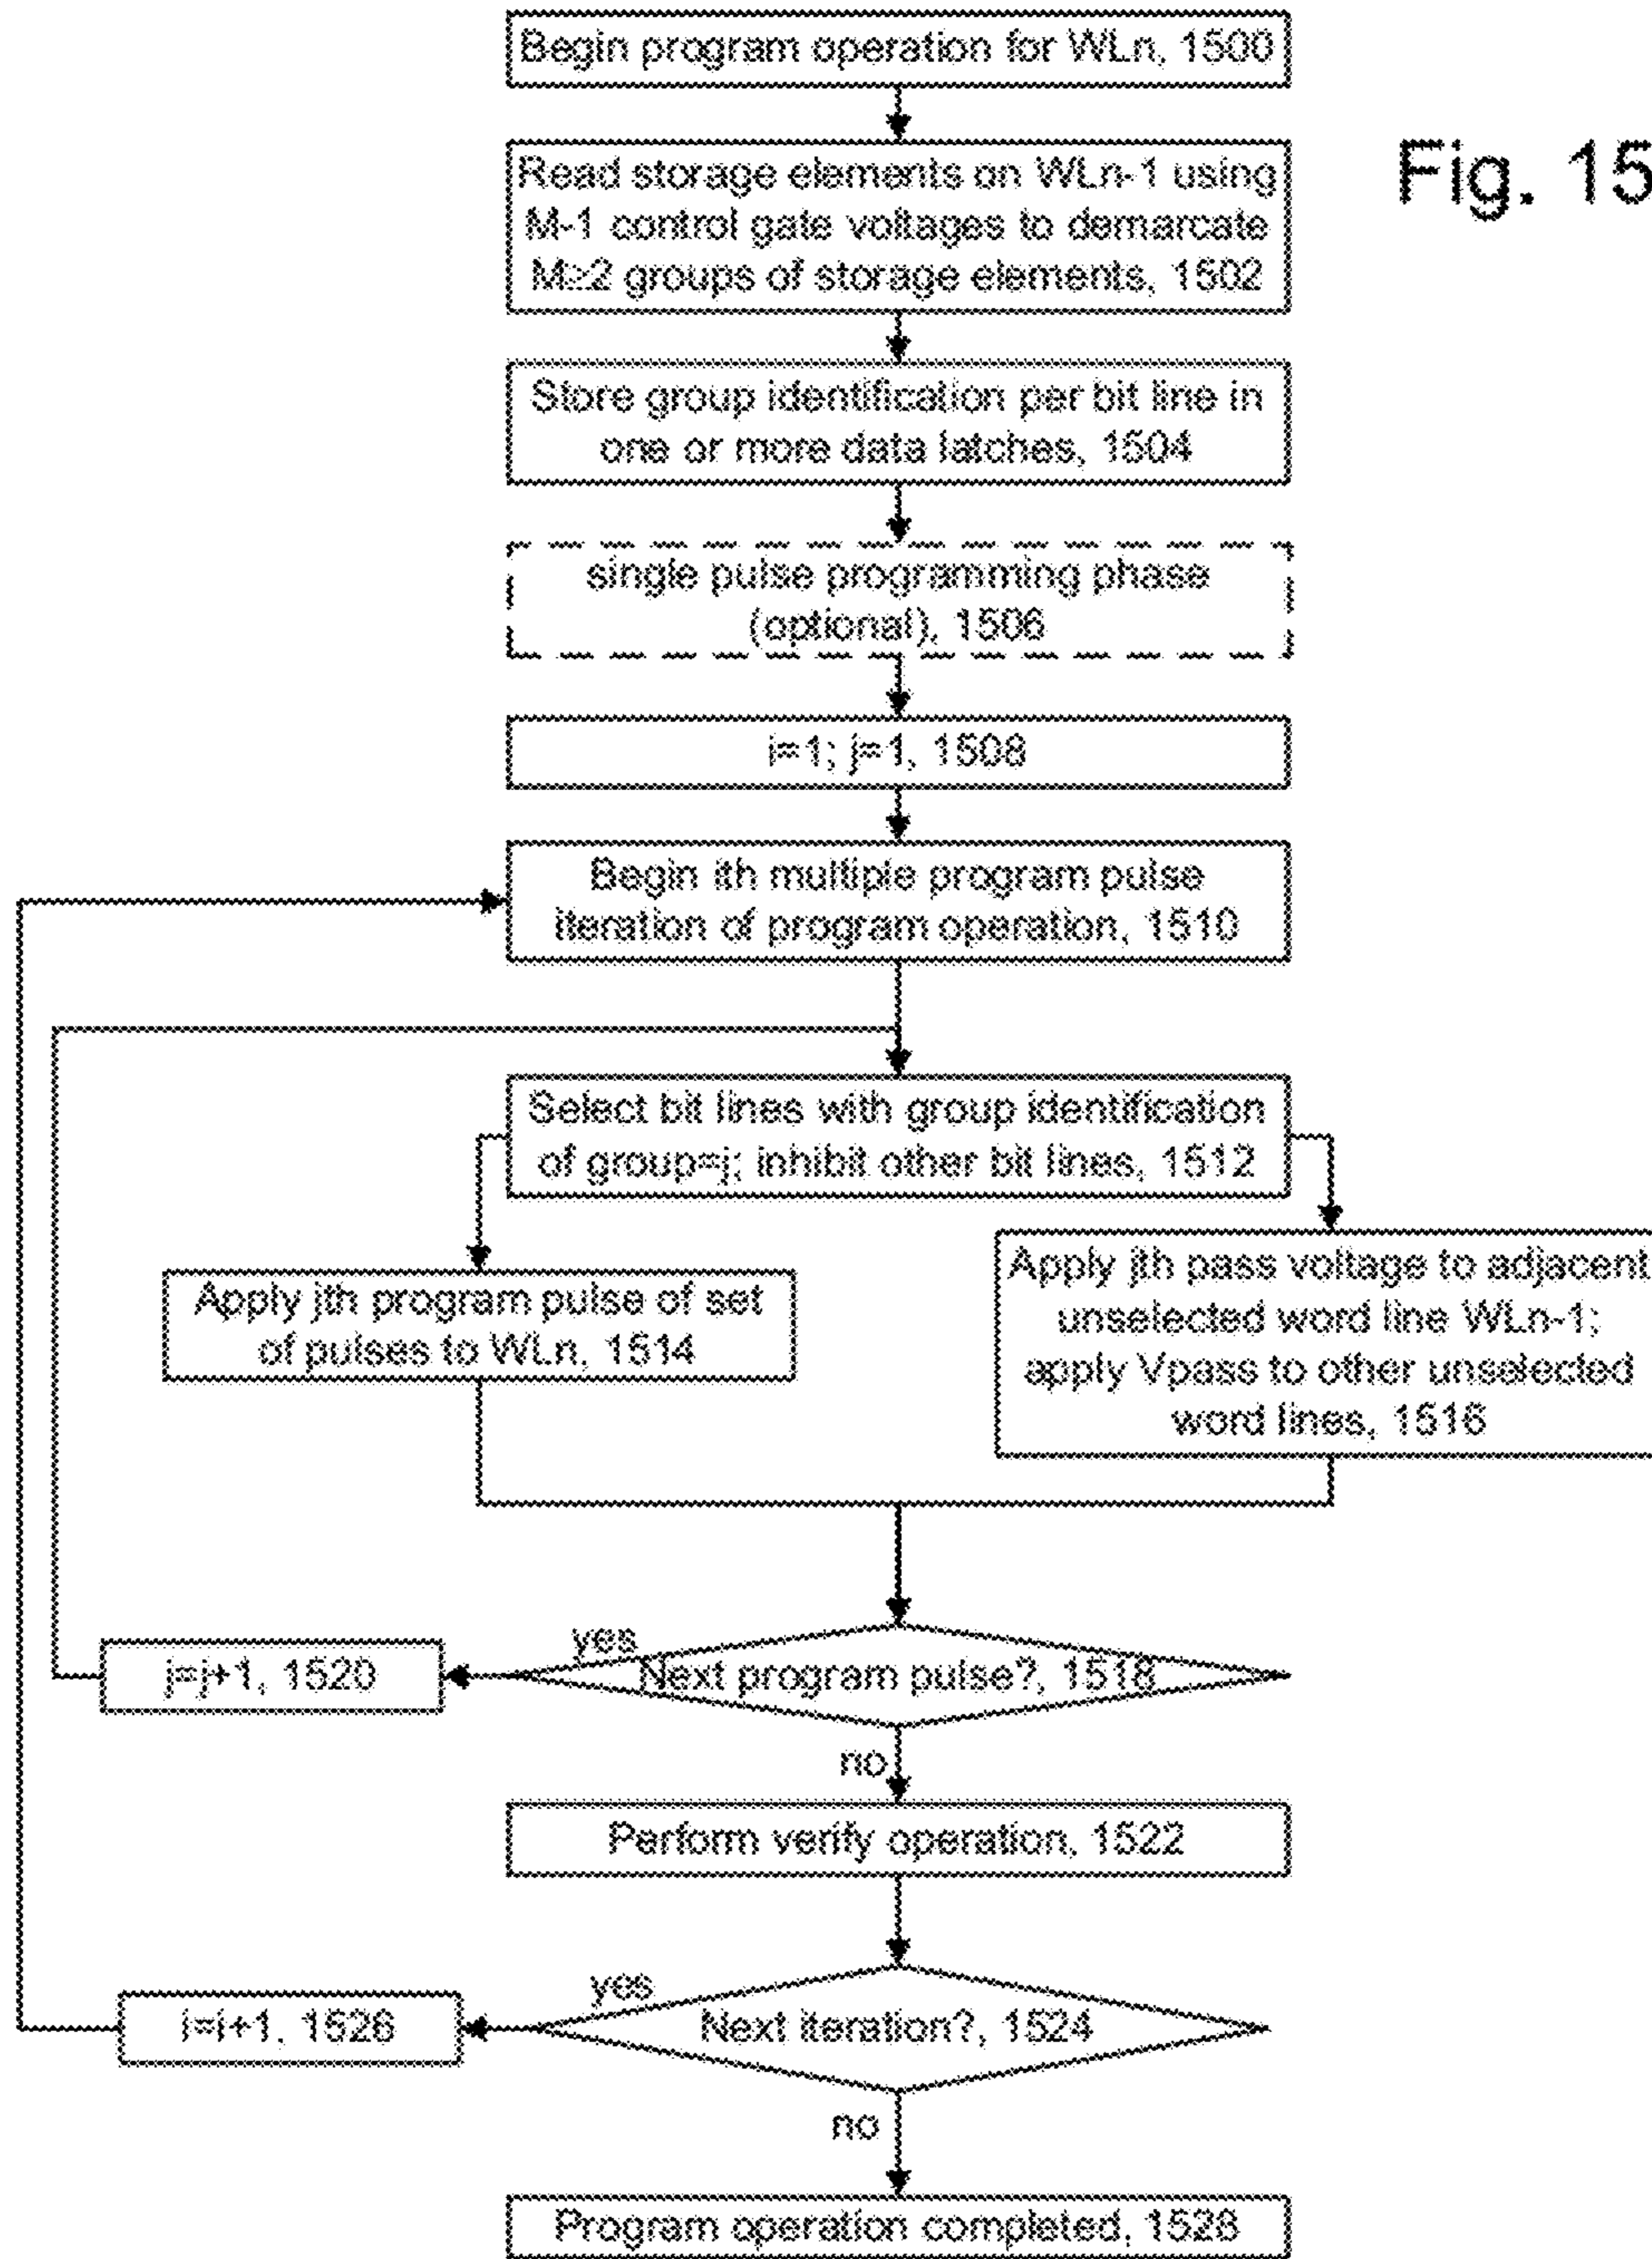 Begin program operation for WLn, 1500
Fig. 15
Read storage elements on WLn-1 using
M-1 control gate voltages to demarcate
M≥2 groups of storage elements, 1502
Store group identification per bit line in
one or more data latches, 1504
single pulse programming phase
(optional), 1506
i=1; j=1, 1508
Begin ith multiple program pulse
iteration of program operation, 1510
Select bit lines with group identification
of group=j; inhibit other bit lines, 1512
Apply jth program pulse of set
of pulses to WLn, 1514
Apply jth pass voltage to adjacent
unselected word line WLn-1;
apply Vpass to other unselected
word lines, 1516
yes
Next program pulse?, 1518
j=j+1, 1520
no
Perform verify operation, 1522
yes
Next iteration?, 1524
i=i+1, 1526
no
Program operation completed, 1528